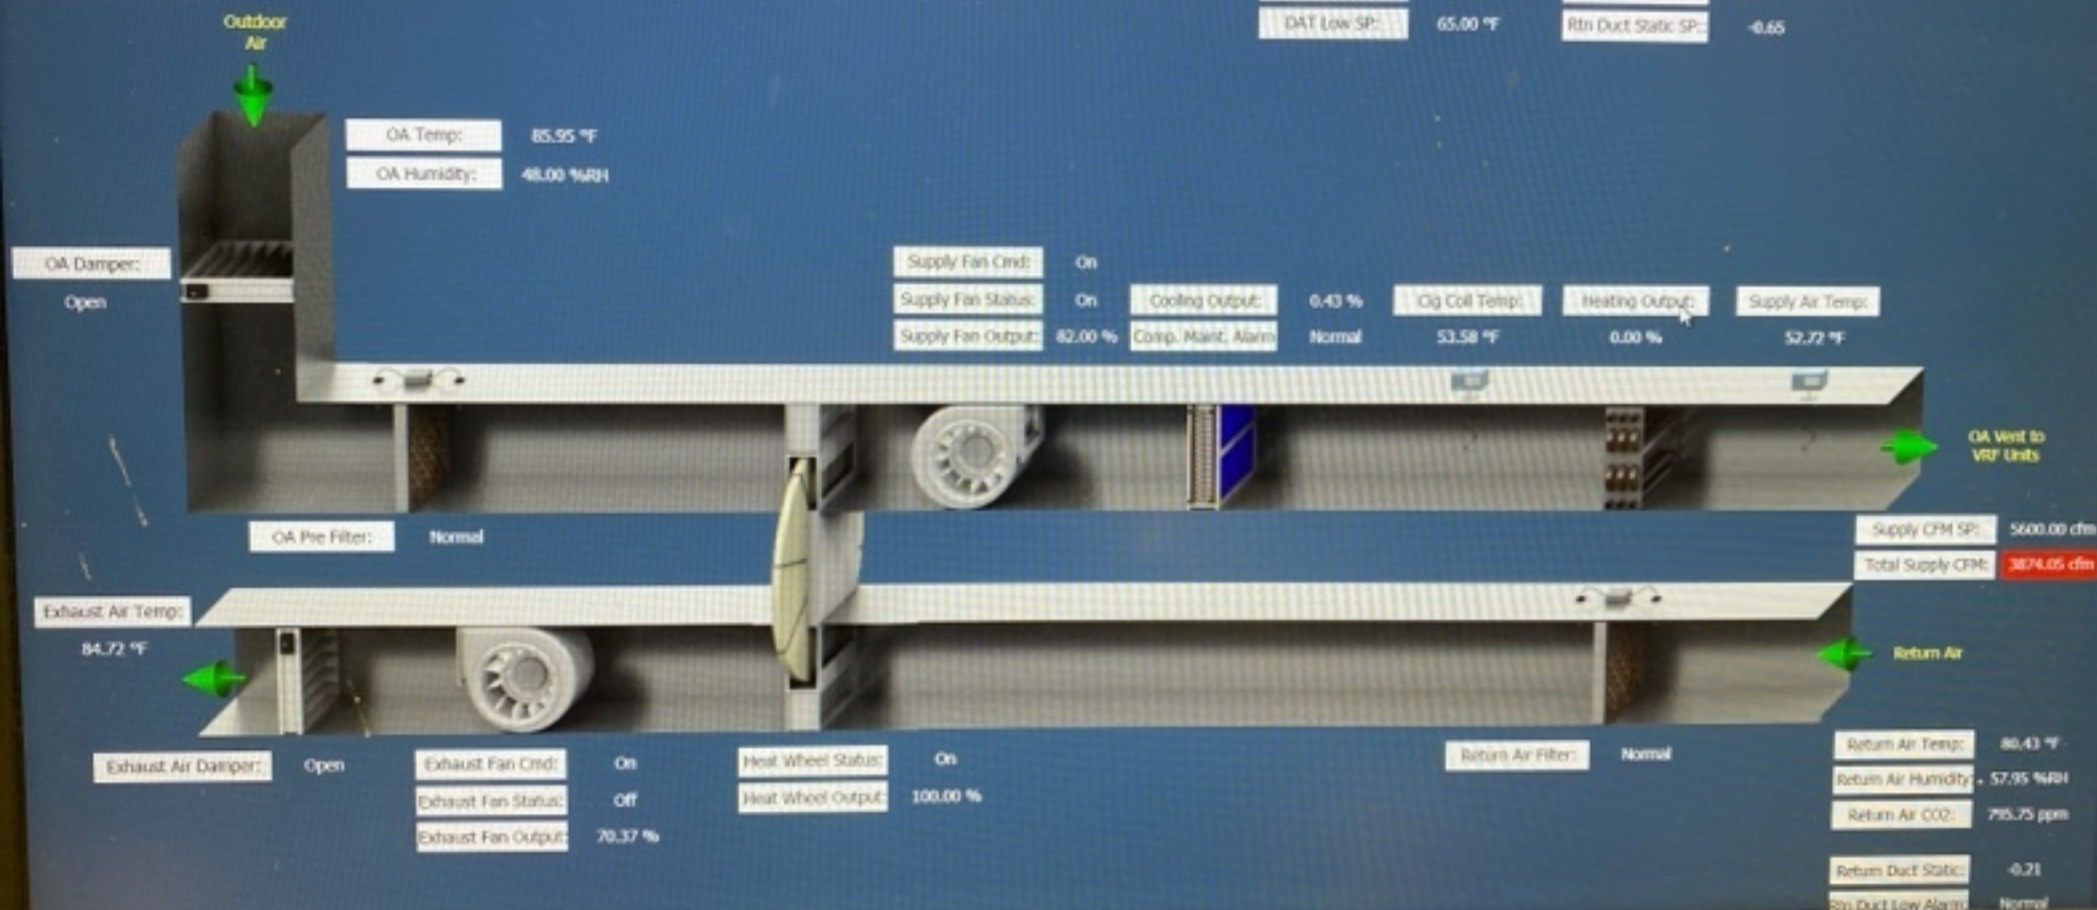 Outdoor
Air
DAT Low SP: 65.00 °F
Rtn Duct Static SP: -0.65
OA Temp: 85.95 °F
OA Humidity: 48.00 %RH
OA Damper:
Open
Supply Fan Cmd: On
Supply Fan Status: On
Supply Fan Output: 82.00 %
Cooling Output: 0.43 %
Comp. Maint. Alarm Normal
Clg Coil Temp:
53.58 °F
Heating Output:
0.00 %
Supply Air Temp:
52.72 °F
OA Vent to
VRF Units
OA Pre Filter: Normal
Supply CFM SP: 5600.00 cfm
Total Supply CFM: 3874.05 cfm
Exhaust Air Temp:
84.72 °F
Return Air
Exhaust Air Damper: Open
Exhaust Fan Cmd: On
Exhaust Fan Status: Off
Exhaust Fan Output: 70.37 %
Heat Wheel Status: On
Heat Wheel Output: 100.00 %
Return Air Filter: Normal
Return Air Temp: 80.43 °F
Return Air Humidity: 57.95 %RH
Return Air CO2: 795.75 ppm
Return Duct Static: -0.21
Rtn Duct Low Alarm: Normal